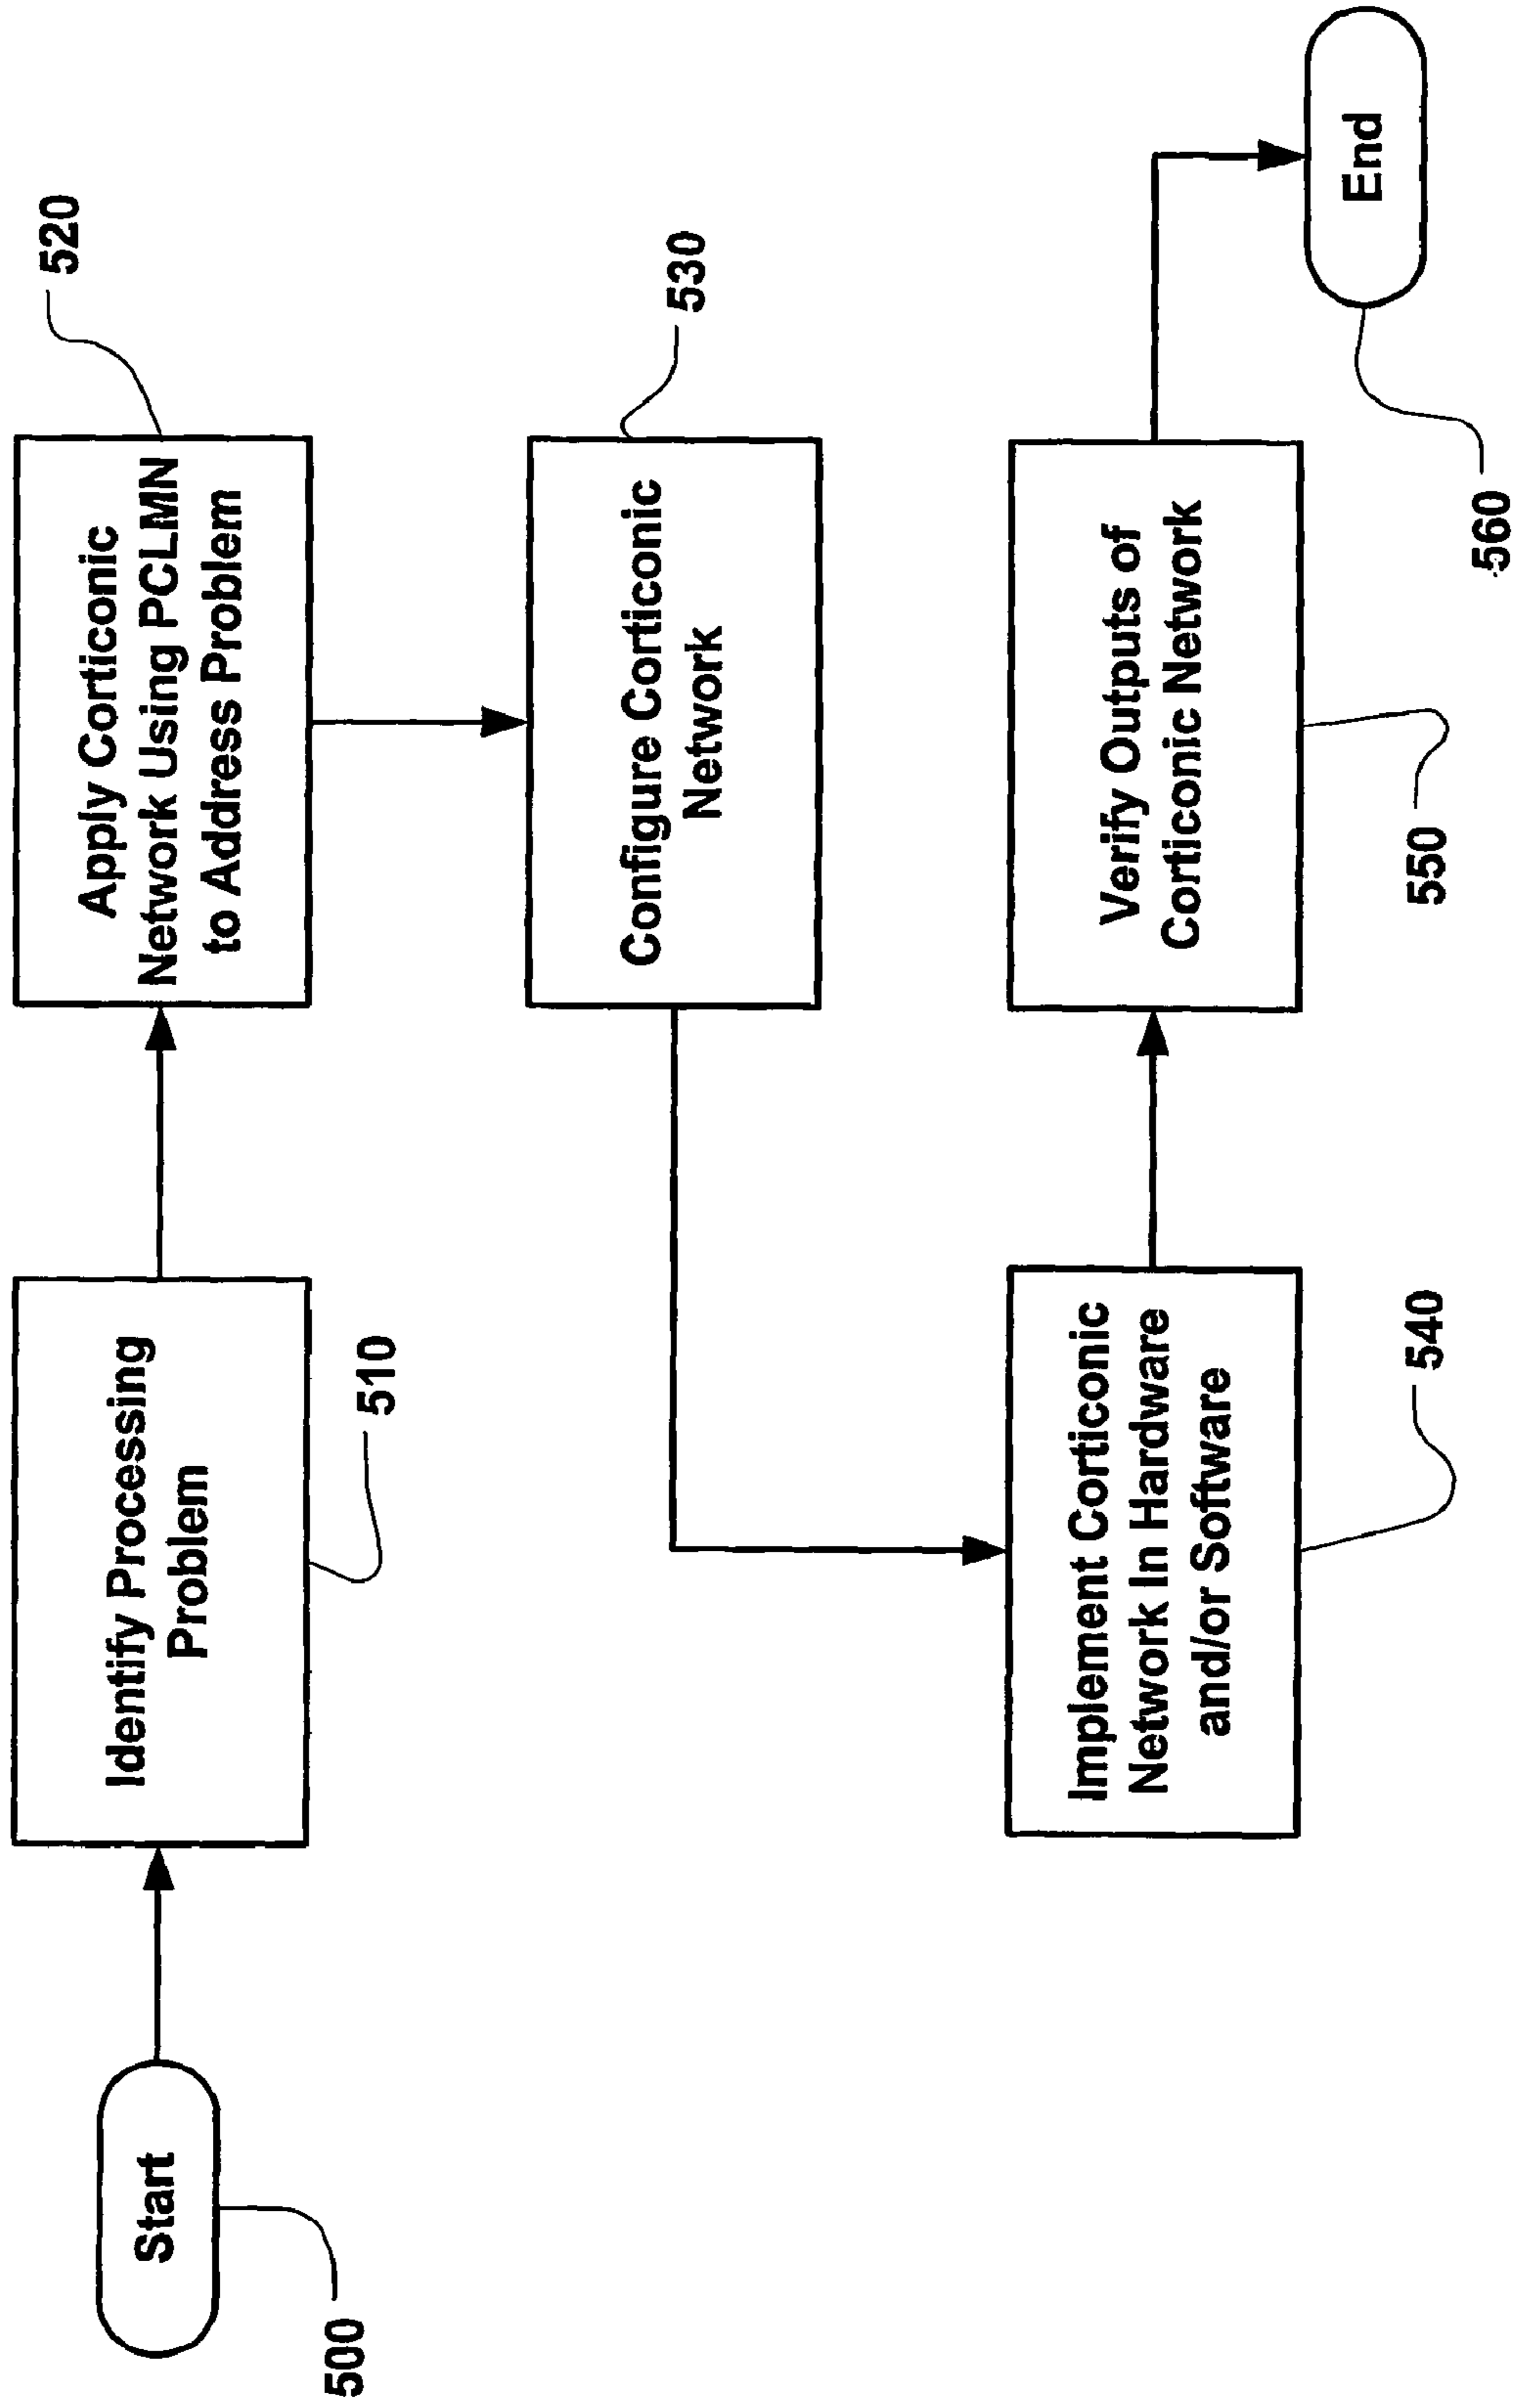 Start
500
Identify Processing
Problem
510
Apply Corticonic
Network Using PCLMN
to Address Problem
520
Configure Corticonic
Network
530
Implement Corticonic
Network In Hardware
and/or Software
540
Verify Outputs of
Corticonic Network
550
End
560